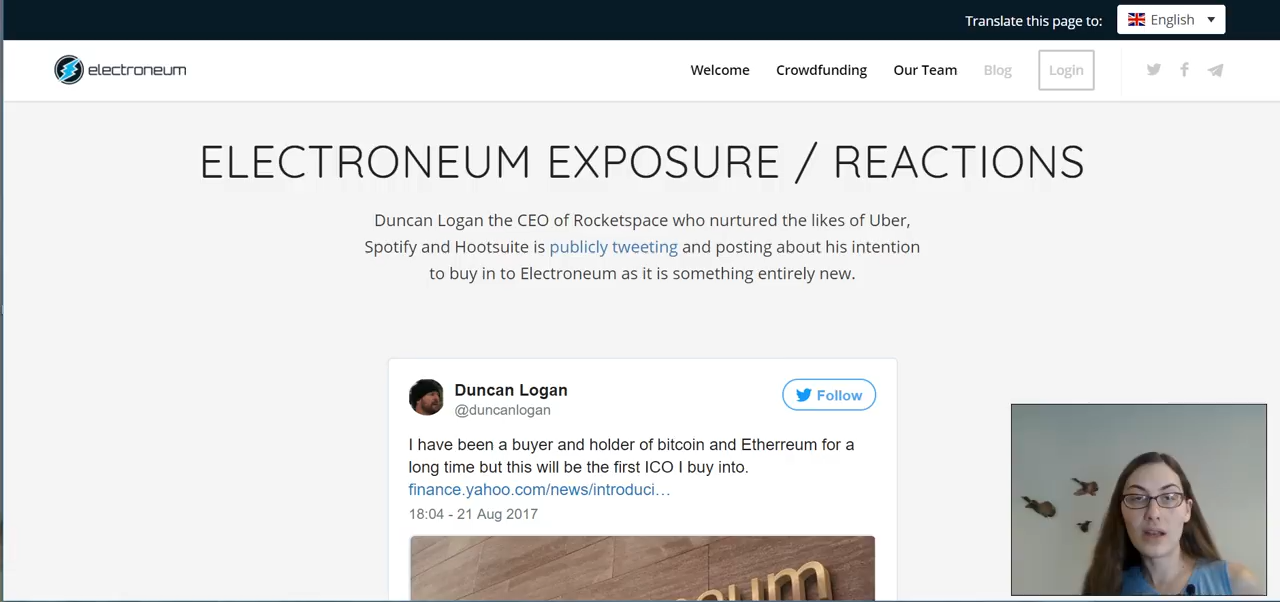 Translate this page to: English
electroneum Welcome Crowdfunding Our Team Blog Login
ELECTRONEUM EXPOSURE / REACTIONS
Duncan Logan the CEO of Rocketspace who nurtured the likes of Uber,
Spotify and Hootsuite is publicly tweeting and posting about his intention
to buy in to Electroneum as it is something entirely new.
Duncan Logan
@duncanlogan
Follow
I have been a buyer and holder of bitcoin and Etherreum for a
long time but this will be the first ICO I buy into.
finance.yahoo.com/news/introduci…
18:04 - 21 Aug 2017